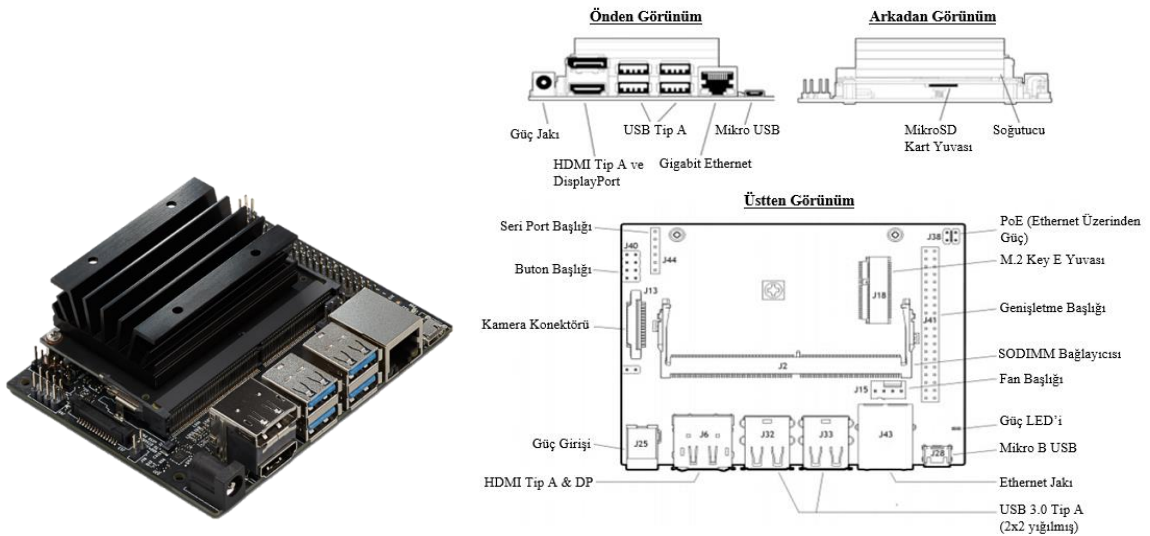 Önden Görünüm
Arkadan Görünüm
Güç Jakı
USB Tip A
Mikro USB
HDMI Tip A ve
DisplayPort
Gigabit Ethernet
MikroSD
Kart Yuvası
Soğutucu
Üstten Görünüm
Seri Port Başlığı
J40
J44
Buton Başlığı
J13
Kamera Konektörü
J38
PoE (Ethernet Üzerinden
Güç)
M.2 Key E Yuvası
J18
Genişletme Başlığı
J41
SODIMM Bağlayıcısı
J2
Fan Başlığı
J15
Güç LED’i
Güç Girişi
J25
J6
J32
J33
J43
J28
Mikro B USB
HDMI Tip A & DP
Ethernet Jakı
USB 3.0 Tip A
(2x2 yığılmış)